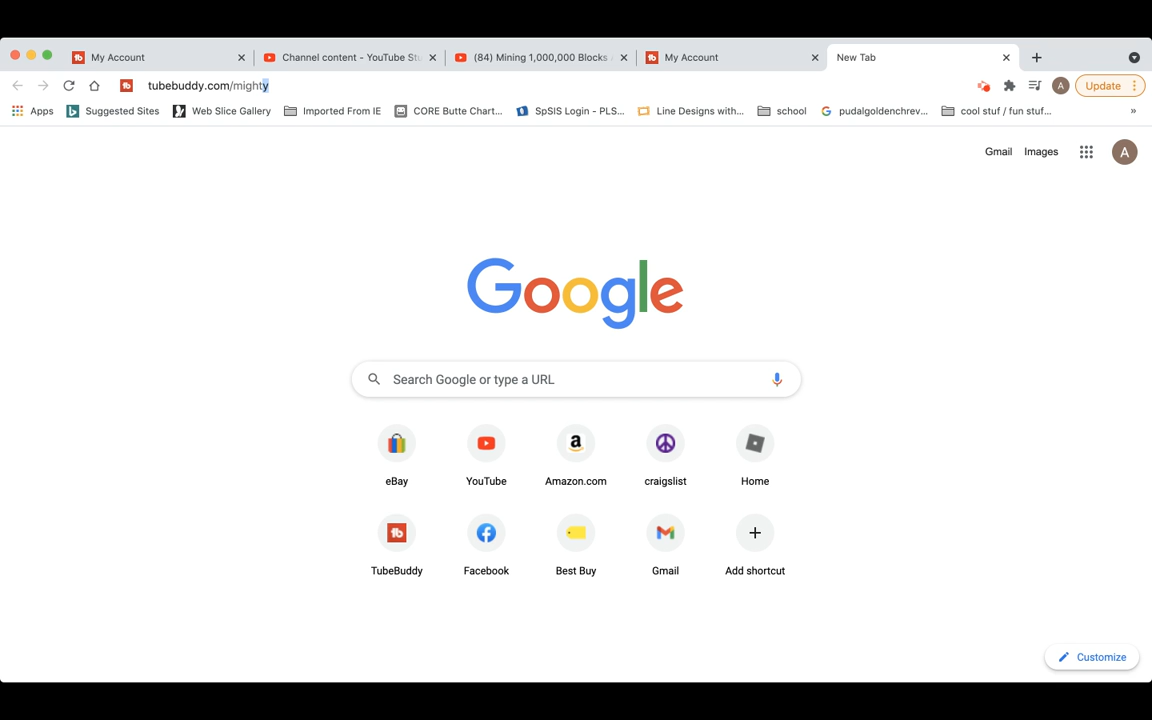 My Account
Channel content - YouTube Stu
(84) Mining 1,000,000 Blocks
My Account
New Tab
tubebuddy.com/mighty
A
Update
Apps
Suggested Sites
Web Slice Gallery
Imported From IE
CORE Butte Chart...
SpSIS Login - PLS...
Line Designs with...
school
pudalgoldenchrev...
cool stuf / fun stuf...
»
Gmail
Images
A
Google
Search Google or type a URL
eBay
YouTube
Amazon.com
craigslist
Home
TubeBuddy
Facebook
Best Buy
Gmail
Add shortcut
Customize